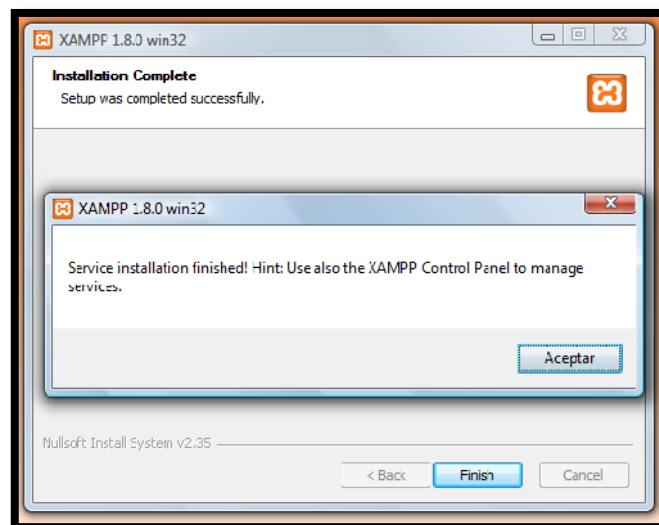 XAMPP 1.8.0 win32
Installation Complete
Setup was completed successfully.
XAMPP 1.8.0 win32
Service installation finished! Hint: Use also the XAMPP Control Panel to manage
services.
Aceptar
Nullsoft Install System v2.35
< Back Finish Cancel